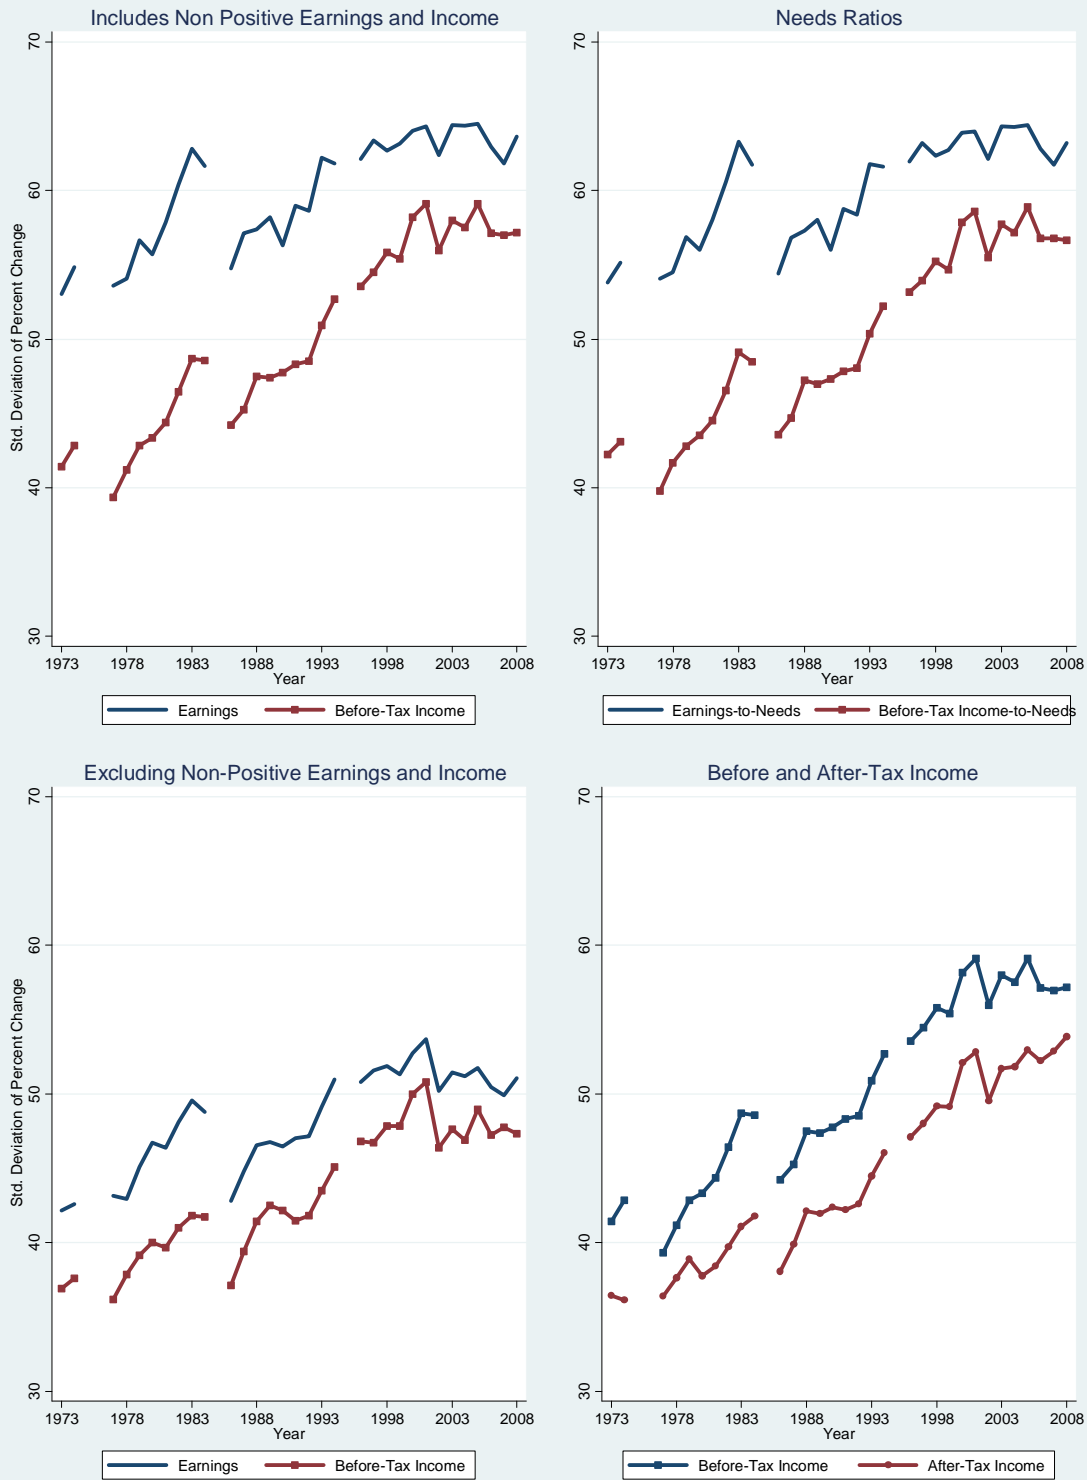 Includes Non Positive Earnings and Income
Std. Deviation of Percent Change
70
60
50
40
30
1973 1978 1983 1988 1993 1998 2003 2008
Year
Earnings Before-Tax Income
Needs Ratios
70
60
50
40
30
1973 1978 1983 1988 1993 1998 2003 2008
Year
Earnings-to-Needs Before-Tax Income-to-Needs
Excluding Non-Positive Earnings and Income
Std. Deviation of Percent Change
70
60
50
40
30
1973 1978 1983 1988 1993 1998 2003 2008
Year
Earnings Before-Tax Income
Before and After-Tax Income
70
60
50
40
30
1973 1978 1983 1988 1993 1998 2003 2008
Year
Before-Tax Income After-Tax Income